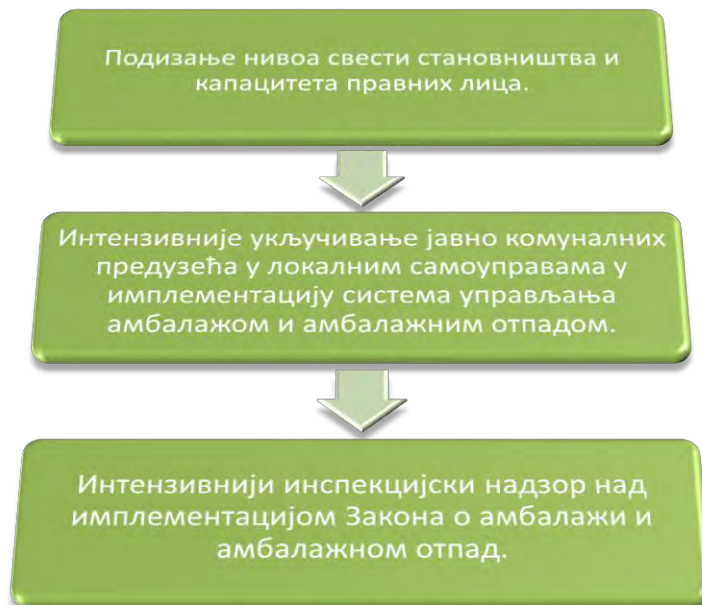 Подизање нивоа свести становништва и
капацитета правних лица.
Интензивније укључивање јавно комуналних
предузећа у локалним самоуправама у
имплементацију система управљања
амбалажом и амбалажним отпадом.
Интензивнији инспекцијски надзор над
имплементацијом Закона о амбалажи и
амбалажном отпад.